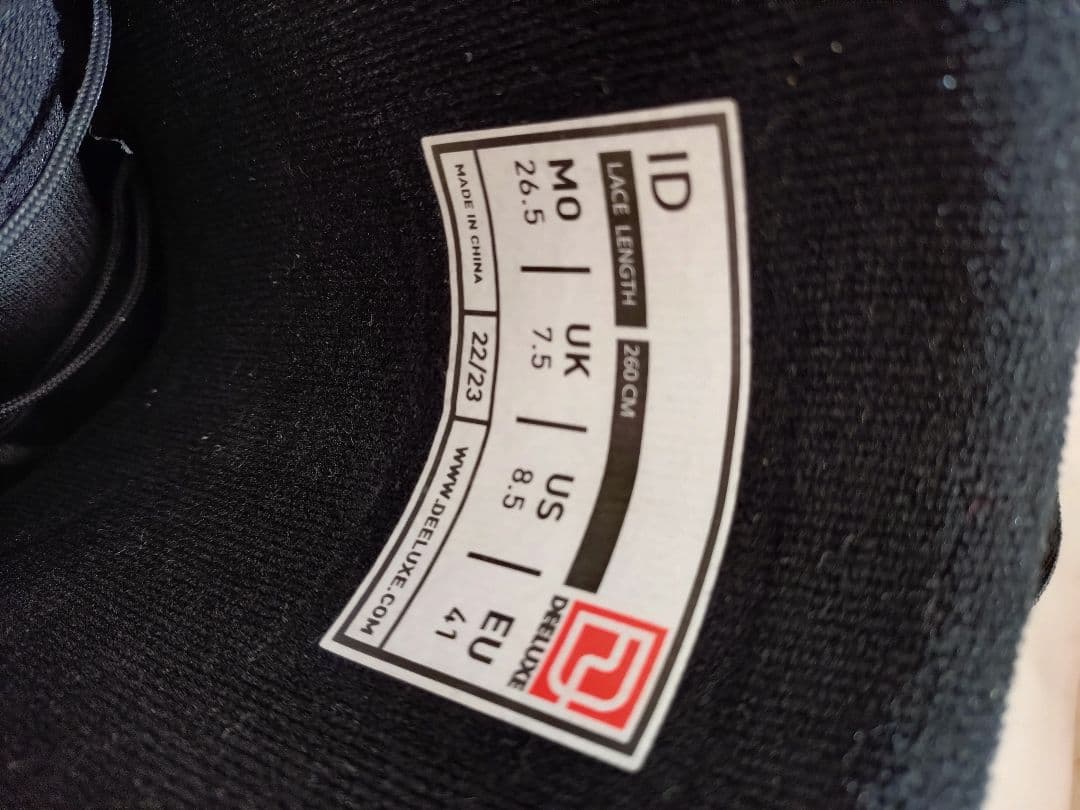 ID
LACE LENGTH 260 CM
MO | UK | US | EU
26.5 7.5 8.5 41
DEELUXE
MADE IN CHINA 22/23 WWW.DEELUXE.COM